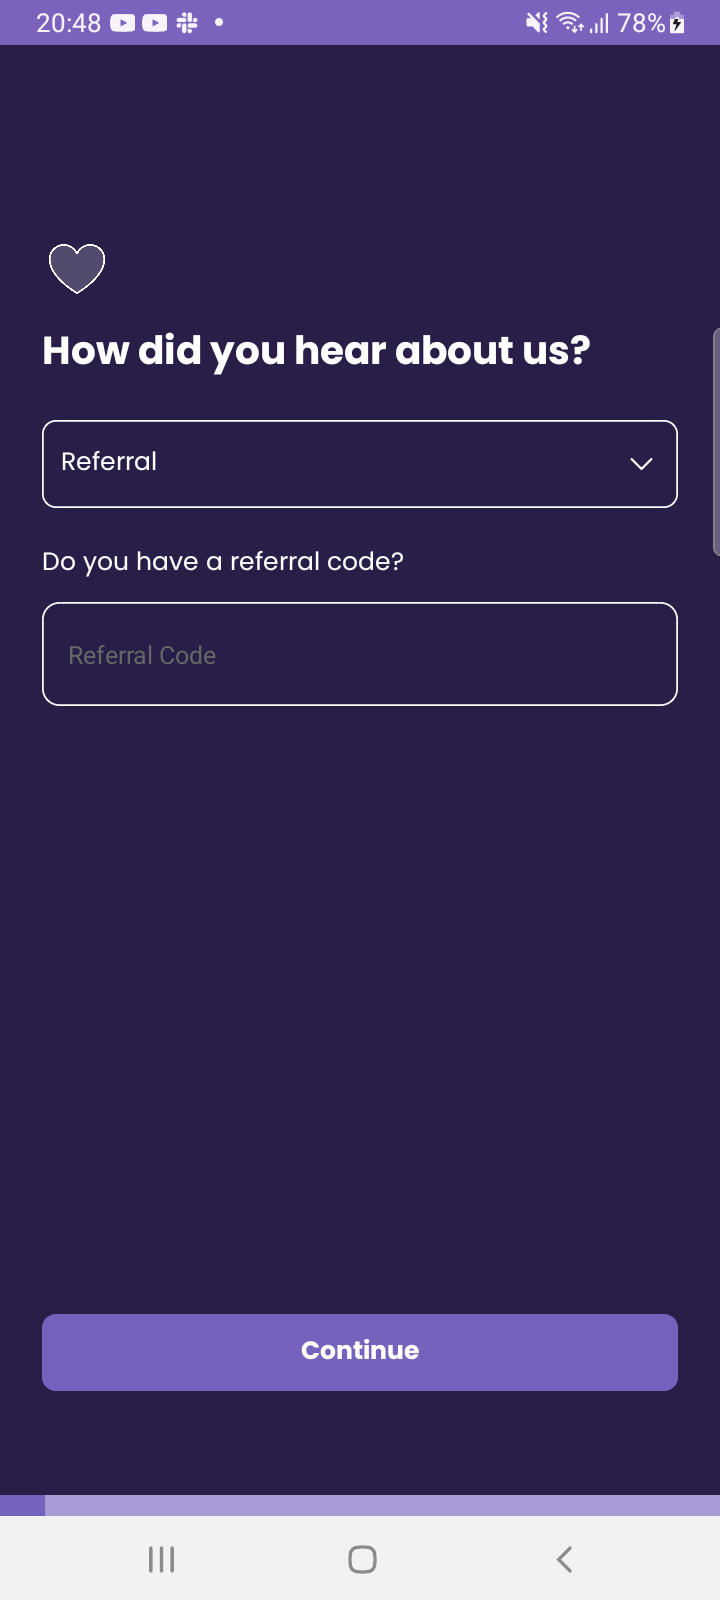 20:48 78%
How did you hear about us?
Referral
Do you have a referral code?
Referral Code
Continue